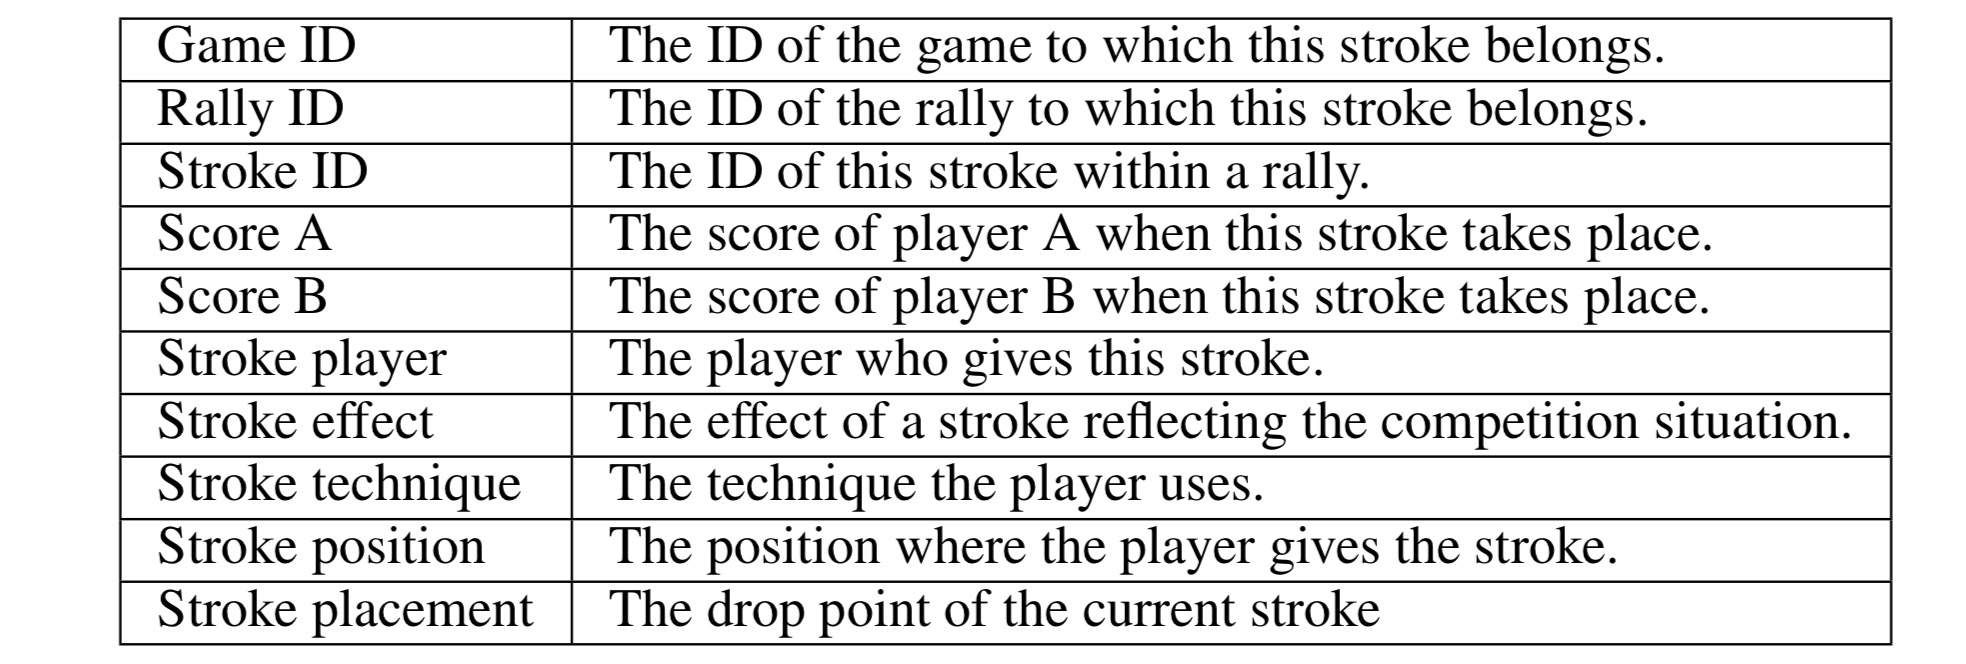 Game ID The ID of the game to which this stroke belongs.
Rally ID The ID of the rally to which this stroke belongs.
Stroke ID The ID of this stroke within a rally.
Score A The score of player A when this stroke takes place.
Score B The score of player B when this stroke takes place.
Stroke player The player who gives this stroke.
Stroke effect The effect of a stroke reflecting the competition situation.
Stroke technique The technique the player uses.
Stroke position The position where the player gives the stroke.
Stroke placement The drop point of the current stroke